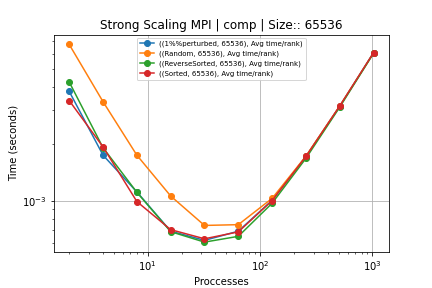 Strong Scaling MPI | comp | Size:: 65536
((1%%perturbed, 65536), Avg time/rank)
((Random, 65536), Avg time/rank)
((ReverseSorted, 65536), Avg time/rank)
((Sorted, 65536), Avg time/rank)
Time (seconds)
10⁻³
10¹ 10² 10³
Proccesses